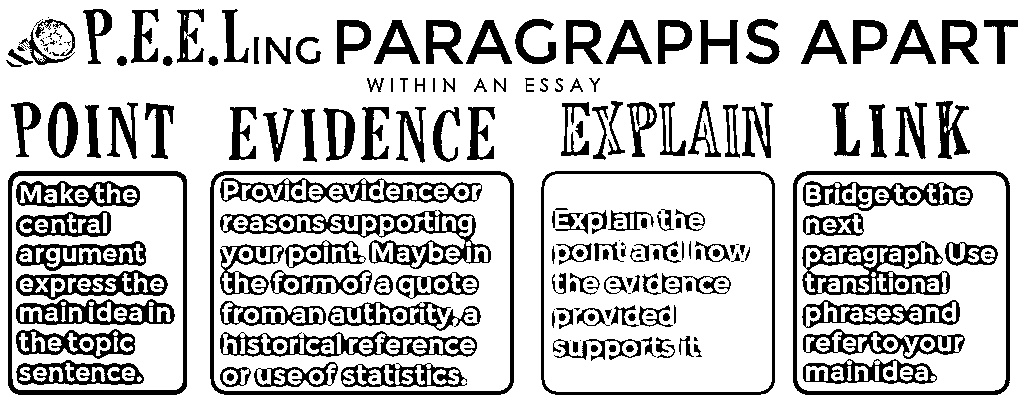 P.E.E.LING PARAGRAPHS APART
WITHIN AN ESSAY
POINT
Make the
central
argument
express the
main idea in
the topic
sentence.
EVIDENCE
Provide evidence or
reasons supporting
your point. Maybe in
the form of a quote
from an authority, a
historical reference
or use of statistics.
EXPLAIN
Explain the
point and how
the evidence
provided
supports it
LINK
Bridge to the
next
paragraph. Use
transitional
phrases and
refer to your
main idea.